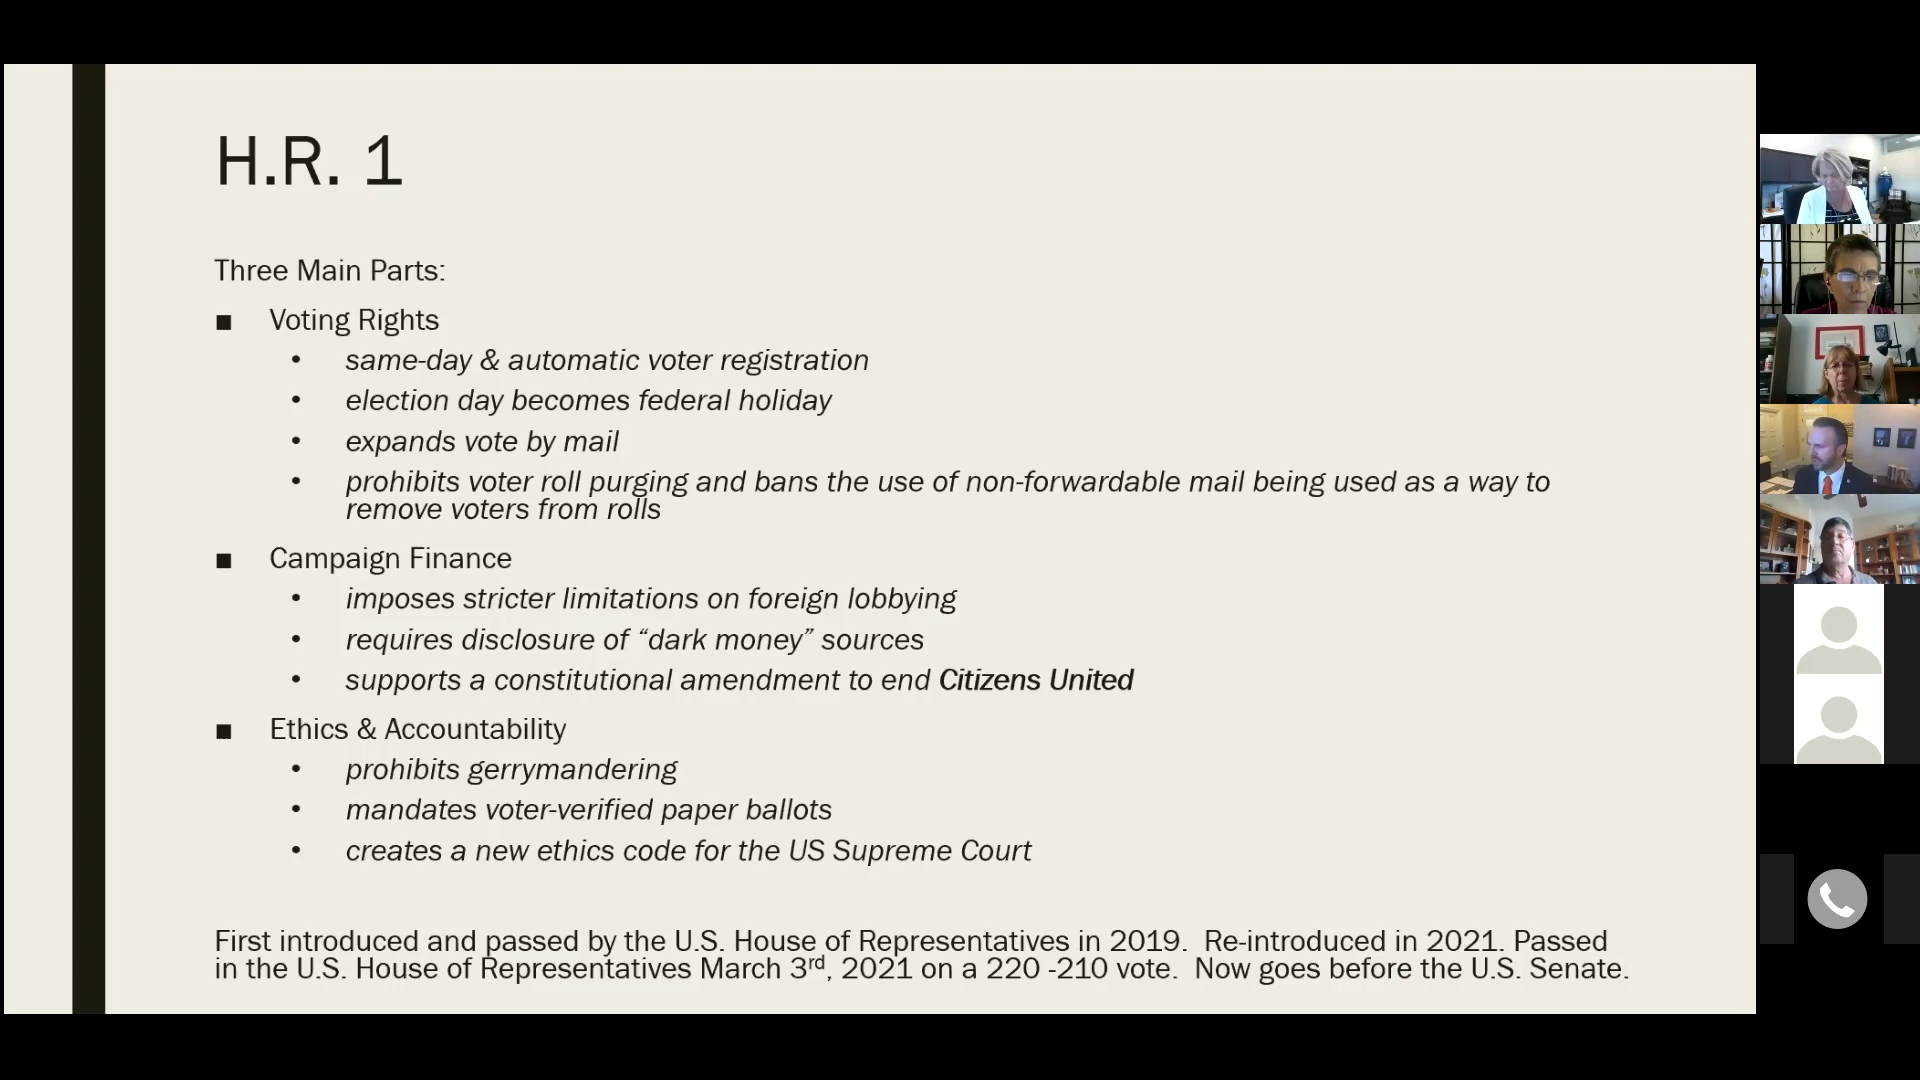 H.R. 1
Three Main Parts:
■ Voting Rights
• same-day & automatic voter registration
• election day becomes federal holiday
• expands vote by mail
• prohibits voter roll purging and bans the use of non-forwardable mail being used as a way to
remove voters from rolls
■ Campaign Finance
• imposes stricter limitations on foreign lobbying
• requires disclosure of “dark money” sources
• supports a constitutional amendment to end Citizens United
■ Ethics & Accountability
• prohibits gerrymandering
• mandates voter-verified paper ballots
• creates a new ethics code for the US Supreme Court
First introduced and passed by the U.S. House of Representatives in 2019. Re-introduced in 2021. Passed
in the U.S. House of Representatives March 3rd, 2021 on a 220 -210 vote. Now goes before the U.S. Senate.